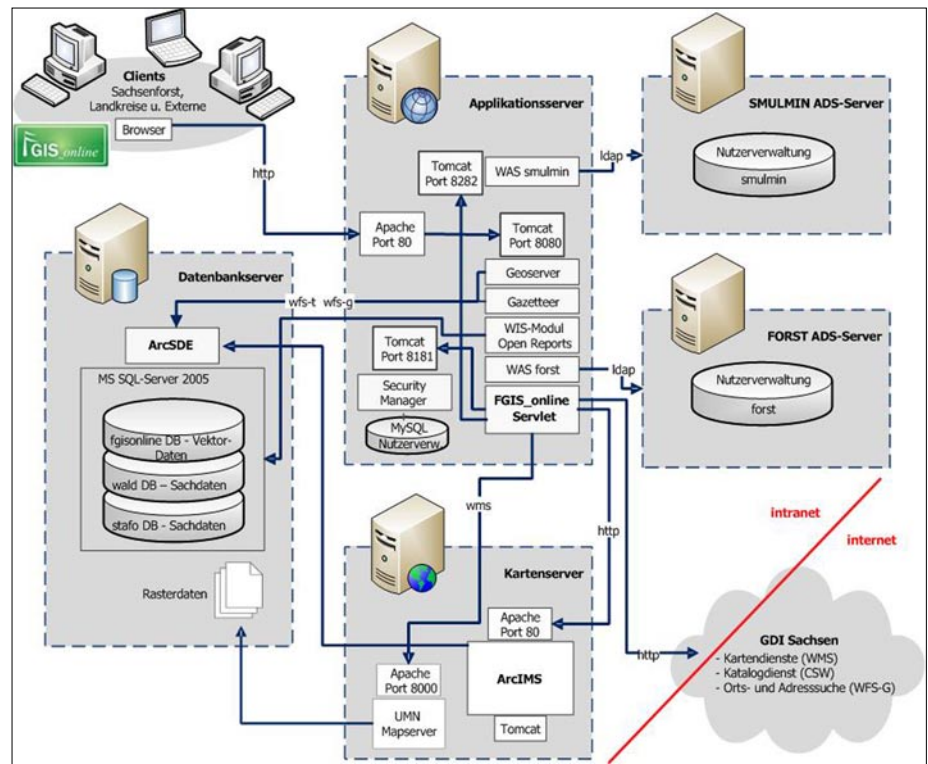 Clients
Sachsenforst,
Landkreise u. Externe
Browser
FGIS_online
http
Applikationsserver
Tomcat
Port 8282
WAS smulmin
ldap
SMULMIN ADS-Server
Nutzerverwaltung
smulmin
Apache
Port 80
Tomcat
Port 8080
Geoserver
Gazetteer
WIS-Modul
Open Reports
WAS forst
ldap
FGIS_online
Servlet
Tomcat
Port 8181
Security
Manager
MySQL
Nutzerverw.
FORST ADS-Server
Nutzerverwaltung
forst
Datenbankserver
wfs-t wfs-g
ArcSDE
MS SQL-Server 2005
fgisonline DB - Vektor-
Daten
wald DB – Sachdaten
stafo DB - Sachdaten
Rasterdaten
wms
http
Kartenserver
Apache
Port 80
Apache
Port 8000
ArcIMS
UMN
Mapserver
Tomcat
intranet
internet
http
GDI Sachsen
- Kartendienste (WMS)
- Katalogdienst (CSW)
- Orts- und Adresssuche (WFS-G)